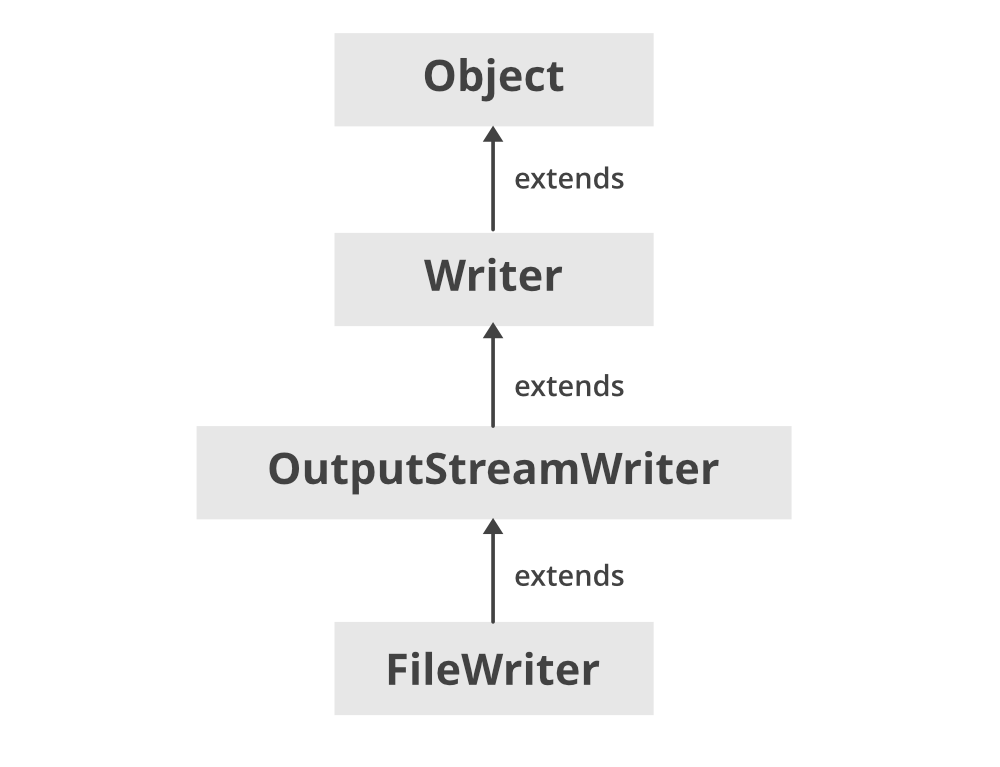 Object
extends
Writer
extends
OutputStreamWriter
extends
FileWriter